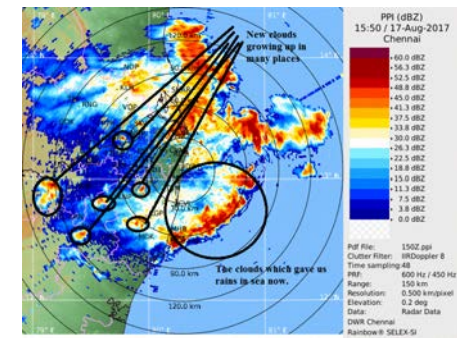 PPI (dBZ)
15:50 / 17-Aug-2017
Chennai
+60.0 dBZ
+56.3 dBZ
+52.5 dBZ
+48.8 dBZ
+45.0 dBZ
+41.3 dBZ
+37.5 dBZ
+33.8 dBZ
+30.0 dBZ
+26.3 dBZ
+22.5 dBZ
+18.8 dBZ
+15.0 dBZ
+11.3 dBZ
+ 7.5 dBZ
+ 3.8 dBZ
+ 0.0 dBZ
Pdf File: 150Z.ppi
Clutter Filter: IIRDoppler 8
Time sampling:48
PRF: 600 Hz / 450 Hz
Range: 150 km
Resolution: 0.500 km/pixel
Elevation: 0.2 deg
Data: Radar Data
DWR Chennai
Rainbow® SELEX-SI
New clouds
growing up in
many places
The clouds which gave us
rains in sea now.
120.0 km
90.0 km
120.0 km